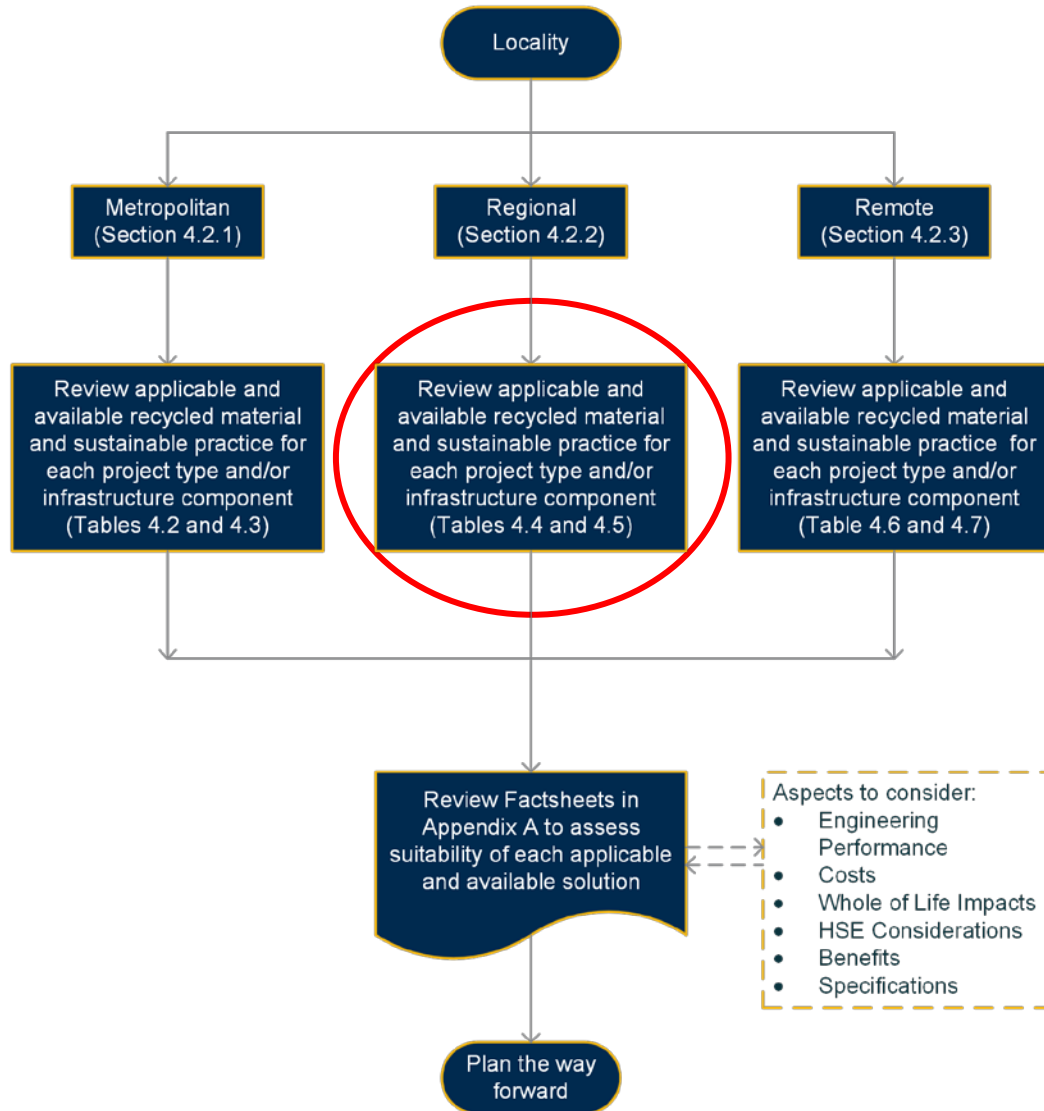 Locality
Metropolitan
(Section 4.2.1)
Regional
(Section 4.2.2)
Remote
(Section 4.2.3)
Review applicable and
available recycled material
and sustainable practice for
each project type and/or
infrastructure component
(Tables 4.2 and 4.3)
Review applicable and
available recycled material
and sustainable practice for
each project type and/or
infrastructure component
(Tables 4.4 and 4.5)
Review applicable and
available recycled material
and sustainable practice for
each project type and/or
infrastructure component
(Table 4.6 and 4.7)
Review Factsheets in
Appendix A to assess
suitability of each applicable
and available solution
Aspects to consider:
• Engineering
Performance
• Costs
• Whole of Life Impacts
• HSE Considerations
• Benefits
• Specifications
Plan the way
forward